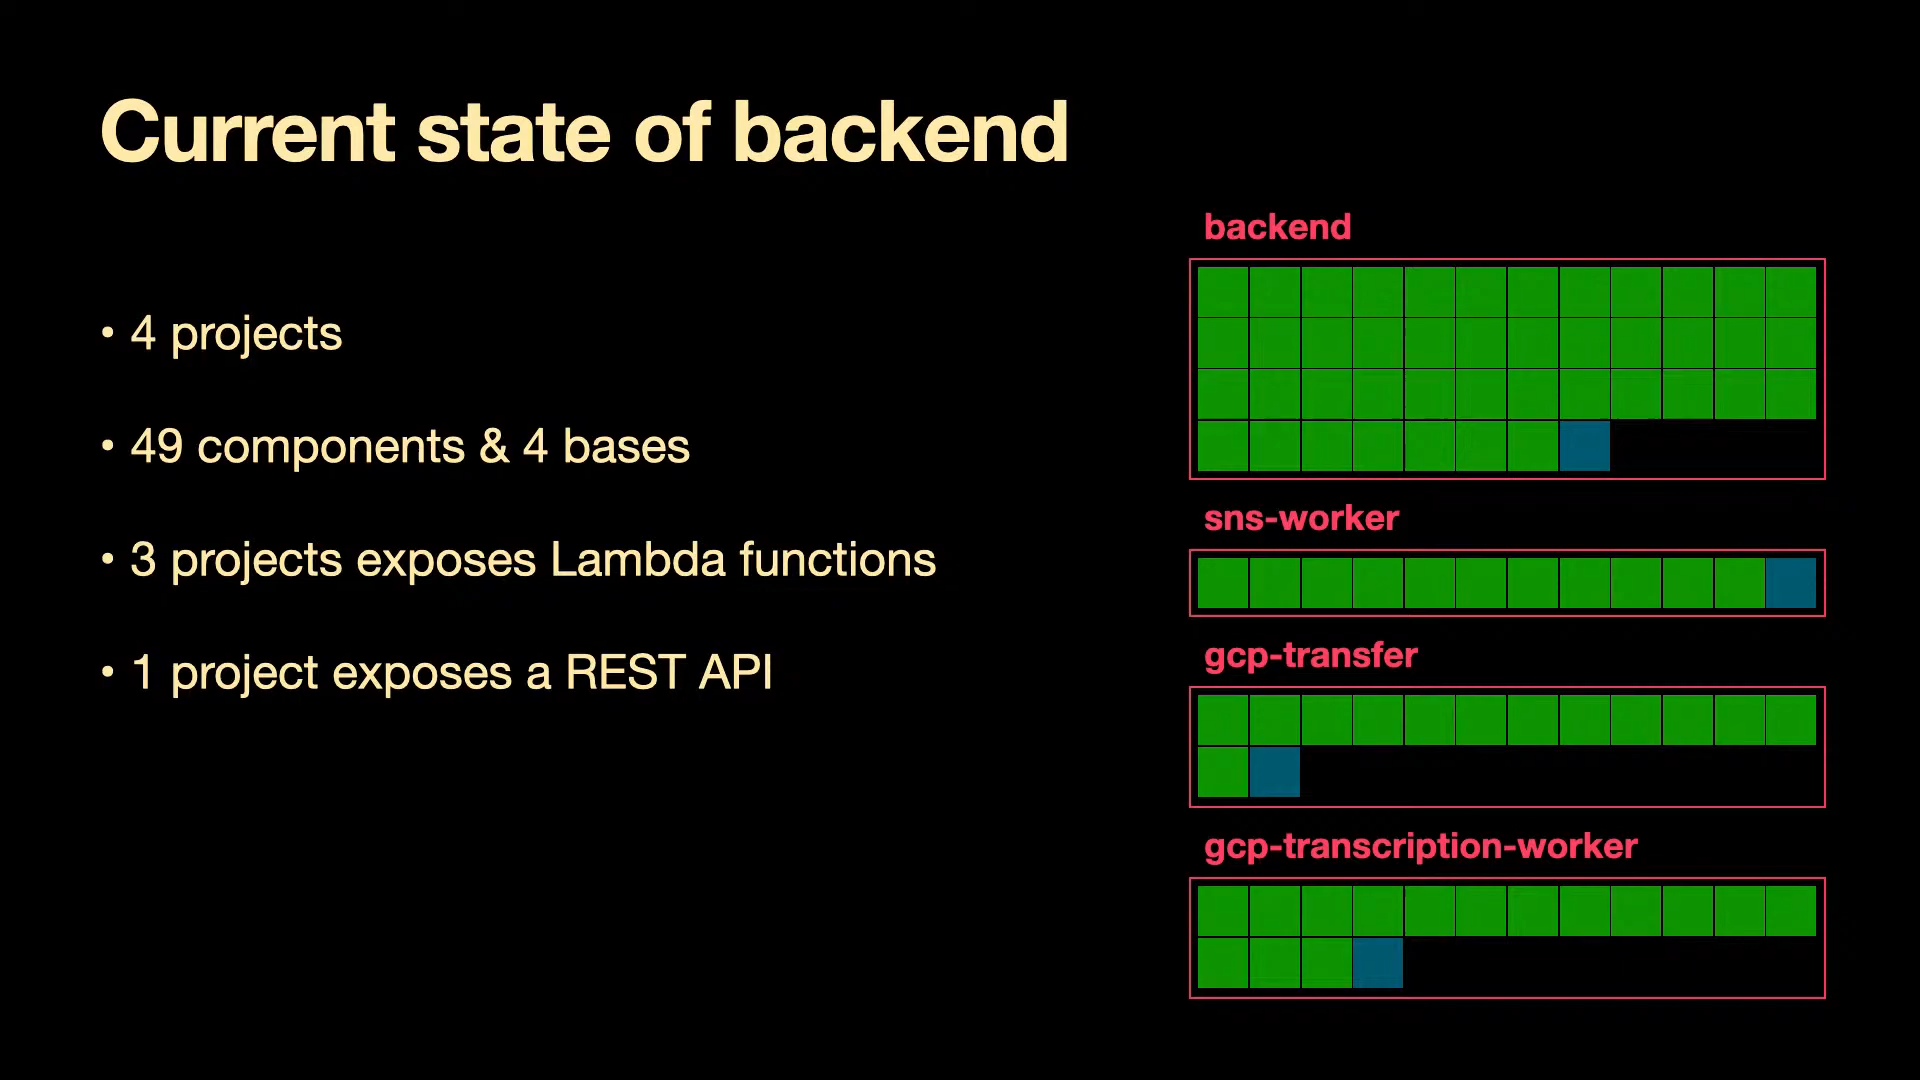 Current state of backend
• 4 projects
• 49 components & 4 bases
• 3 projects exposes Lambda functions
• 1 project exposes a REST API
backend
sns-worker
gcp-transfer
gcp-transcription-worker